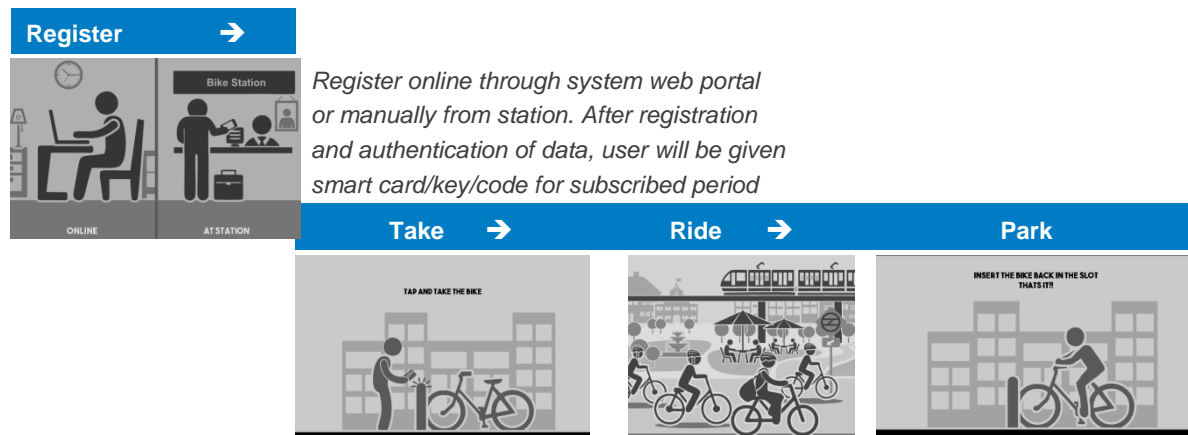 Register ➔
Bike Station
ONLINE
AT STATION
Register online through system web portal
or manually from station. After registration
and authentication of data, user will be given
smart card/key/code for subscribed period
Take ➔ Ride ➔ Park
TAP AND TAKE THE BIKE
INSERT THE BIKE BACK IN THE SLOT
THATS IT!!